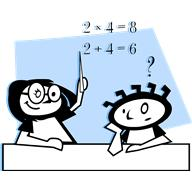 2 × 4 = 8
2 + 4 = 6
?